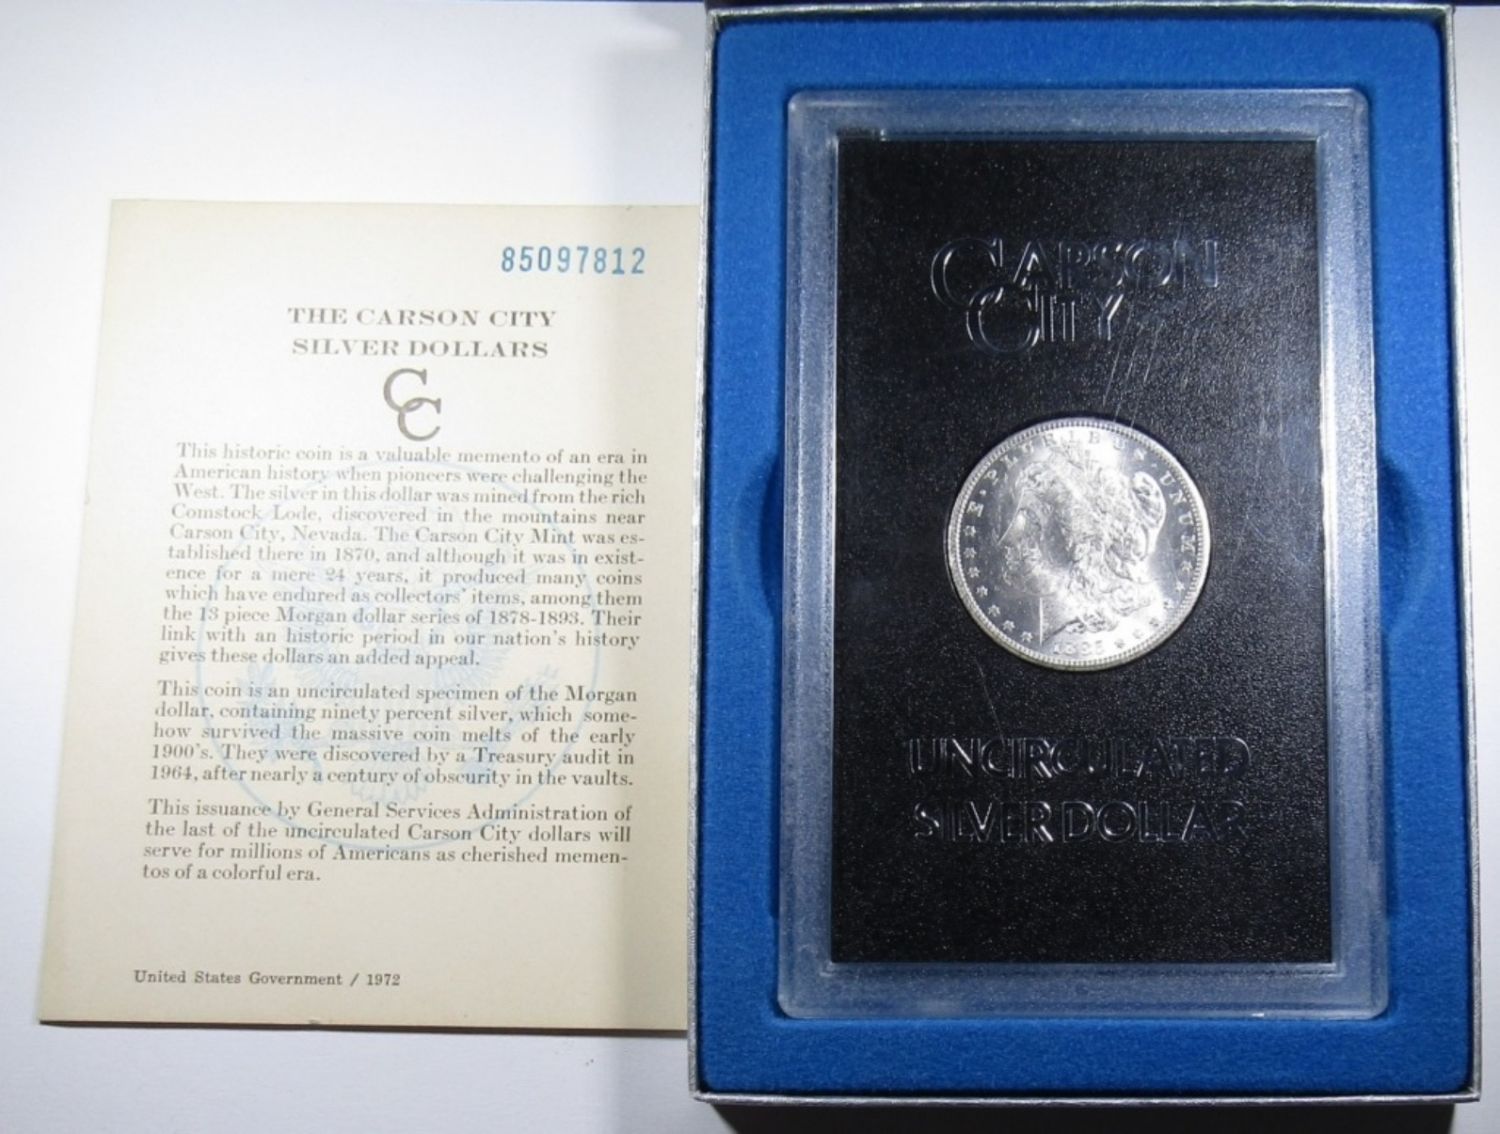 85097812
THE CARSON CITY
SILVER DOLLARS
CC
This historic coin is a valuable memento of an era in
American history when pioneers were challenging the
West. The silver in this dollar was mined from the rich
Comstock Lode, discovered in the mountains near
Carson City, Nevada. The Carson City Mint was es-
tablished there in 1870, and although it was in exist-
ence for a mere 24 years, it produced many coins
which have endured as collectors' items, among them
the 13 piece Morgan dollar series of 1878-1893. Their
link with an historic period in our nation's history
gives these dollars an added appeal.
This coin is an uncirculated specimen of the Morgan
dollar, containing ninety percent silver, which some-
how survived the massive coin melts of the early
1900's. They were discovered by a Treasury audit in
1964, after nearly a century of obscurity in the vaults.
This issuance by General Services Administration of
the last of the uncirculated Carson City dollars will
serve for millions of Americans as cherished memen-
tos of a colorful era.
United States Government / 1972
CARSON
CITY
E·PLURIBUS·UNUM
1885
UNCIRCULATED
SILVER DOLLAR